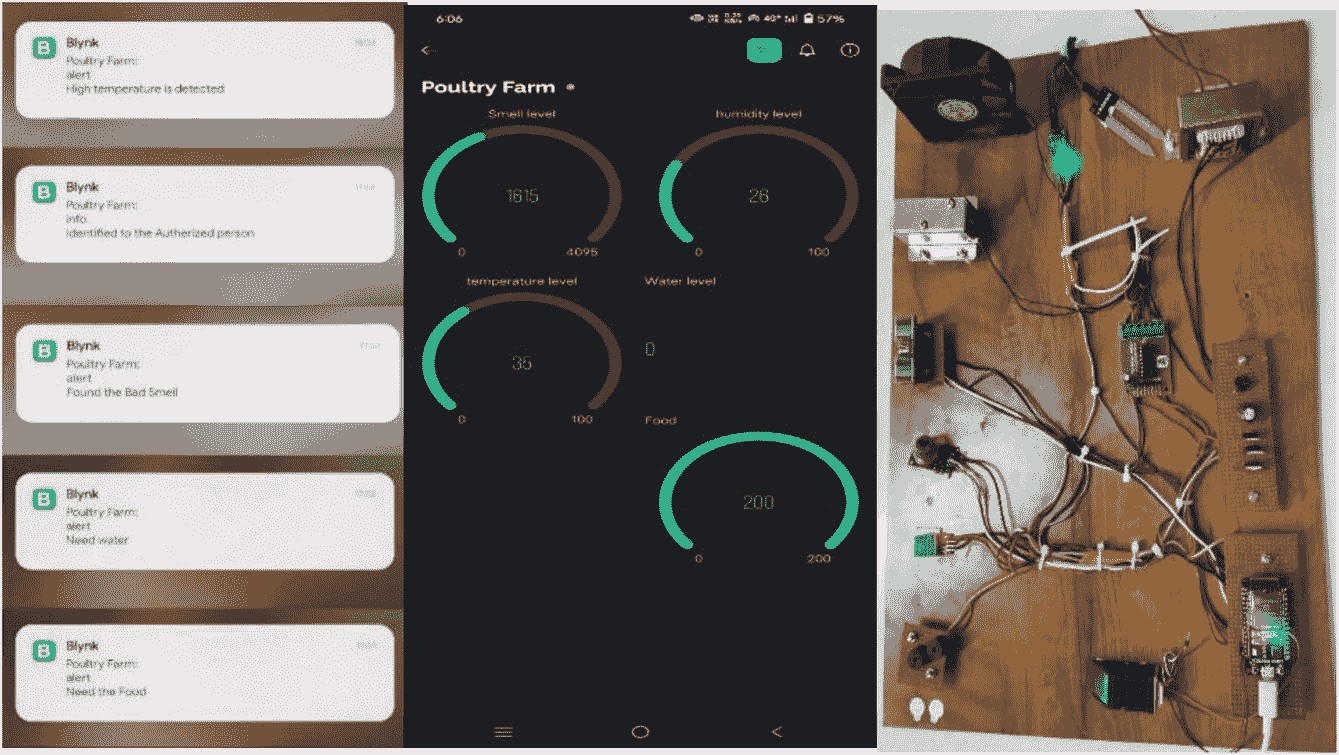 Blynk
Poultry Farm:
alert
High temperature is detected
Blynk
Poultry Farm:
info
Identified to the Autherized person
Blynk
Poultry Farm:
alert
Found the Bad Smell
Blynk
Poultry Farm:
alert
Need water
Blynk
Poultry Farm:
alert
Need the Food
6:06
57%
Poultry Farm
Smell level
humidity level
1615
26
0
4095
0
100
temperature level
Water level
35
0
0
100
Food
200
0
200